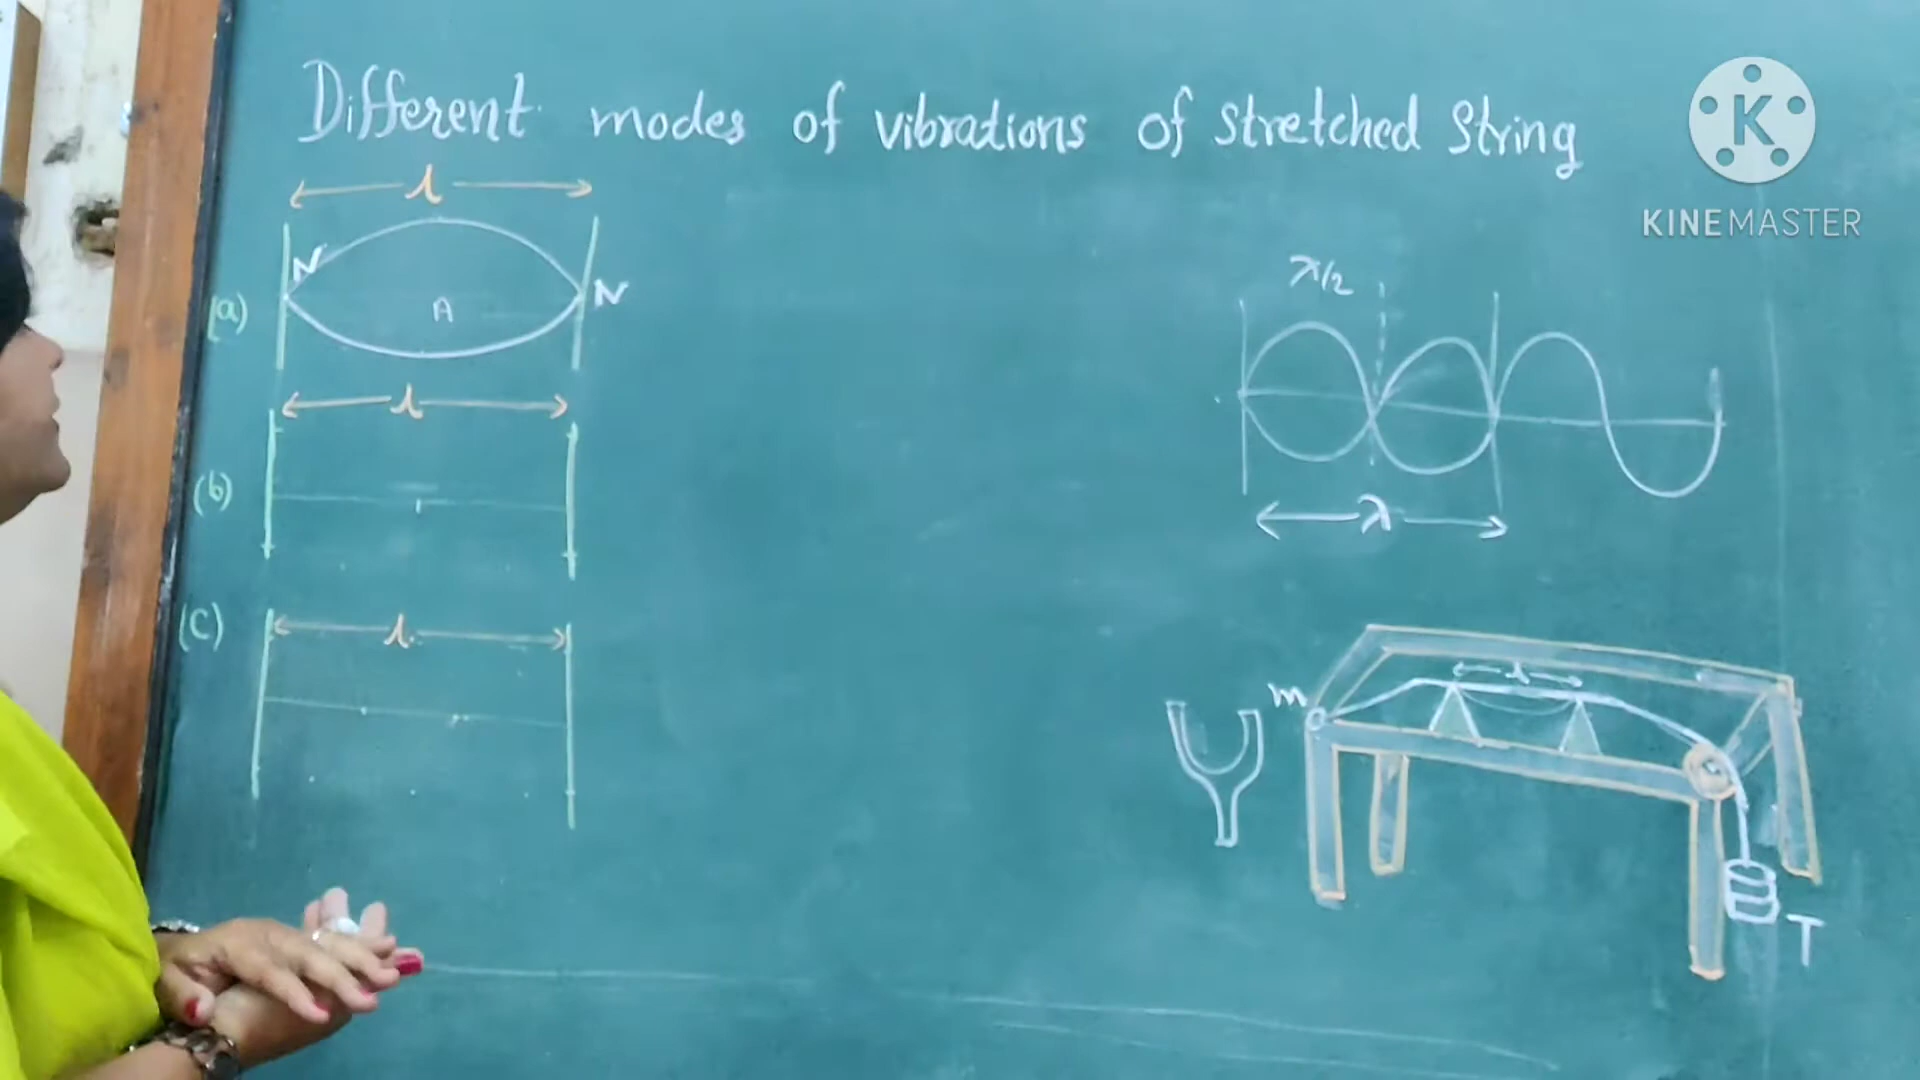 Different modes of vibrations of stretched string
l
N
N
A
(a)
l
(b)
(c)
l
λ/2
λ
m
l
T
K
KINEMASTER